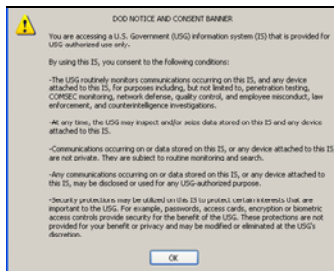 DOD NOTICE AND CONSENT BANNER
You are accessing a U.S. Government (USG) information system (IS) that is provided for
USG authorized use only.
By using this IS, you consent to the following conditions:
-The USG routinely monitors communications occurring on this IS, and any device
attached to this IS, for purposes including, but not limited to, penetration testing,
COMSEC monitoring, network defense, quality control, and employee misconduct, law
enforcement, and counterintelligence investigations.
-At any time, the USG may inspect and/or seize data stored on this IS and any device
attached to this IS.
-Communications occurring on or data stored on this IS, or any device attached to this IS
are not private. They are subject to routine monitoring and search.
-Any communications occurring on or data stored on this IS, or any device attached to
this IS, may be disclosed or used for any USG-authorized purpose.
-Security protections may be utilized on this IS to protect certain interests that are
important to the USG. For example, passwords, access cards, encryption or biometric
access controls provide security for the benefit of the USG. These protections are not
provided for your benefit or privacy and may be modified or eliminated at the USG's
discretion.
OK